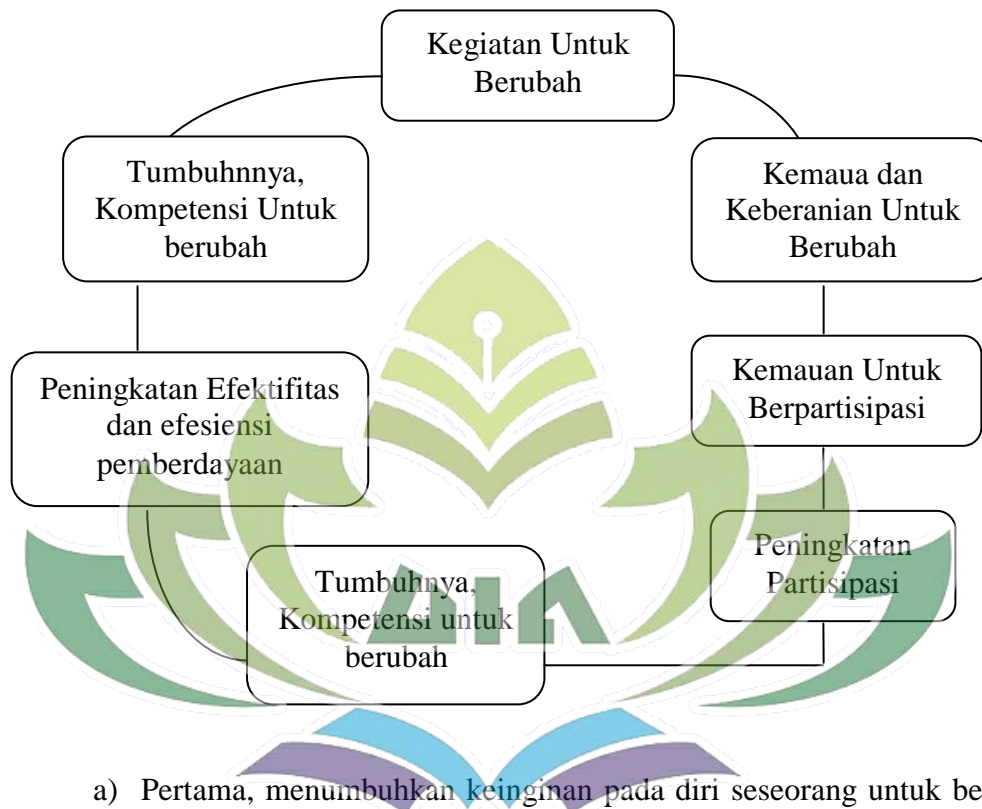 Kegiatan Untuk
Berubah
Tumbuhnnya,
Kompetensi Untuk
berubah
Kemaua dan
Keberanian Untuk
Berubah
Peningkatan Efektifitas
dan efesiensi
pemberdayaan
Kemauan Untuk
Berpartisipasi
Peningkatan
Partisipasi
Tumbuhnya,
Kompetensi untuk
berubah
a) Pertama, menumbuhkan keinginan pada diri seseorang untuk be